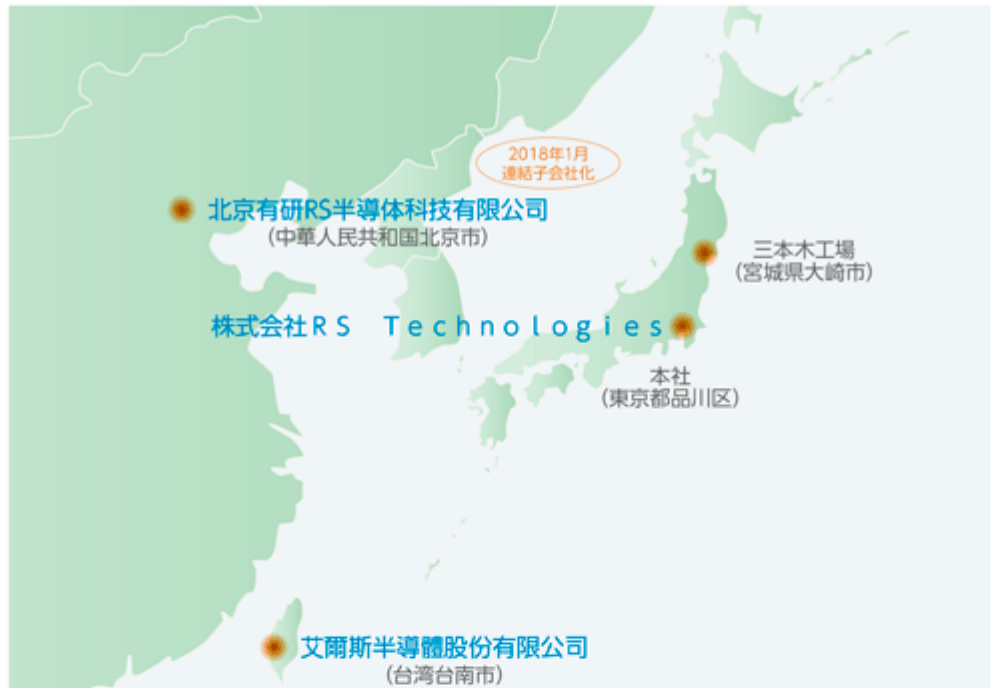 2018年1月
連結子会社化
北京有研RS半導体科技有限公司
(中華人民共和国北京市)
三本木工場
(宮城県大崎市)
株式会社RS Technologies
本社
(東京都品川区)
艾爾斯半導體股份有限公司
(台湾台南市)